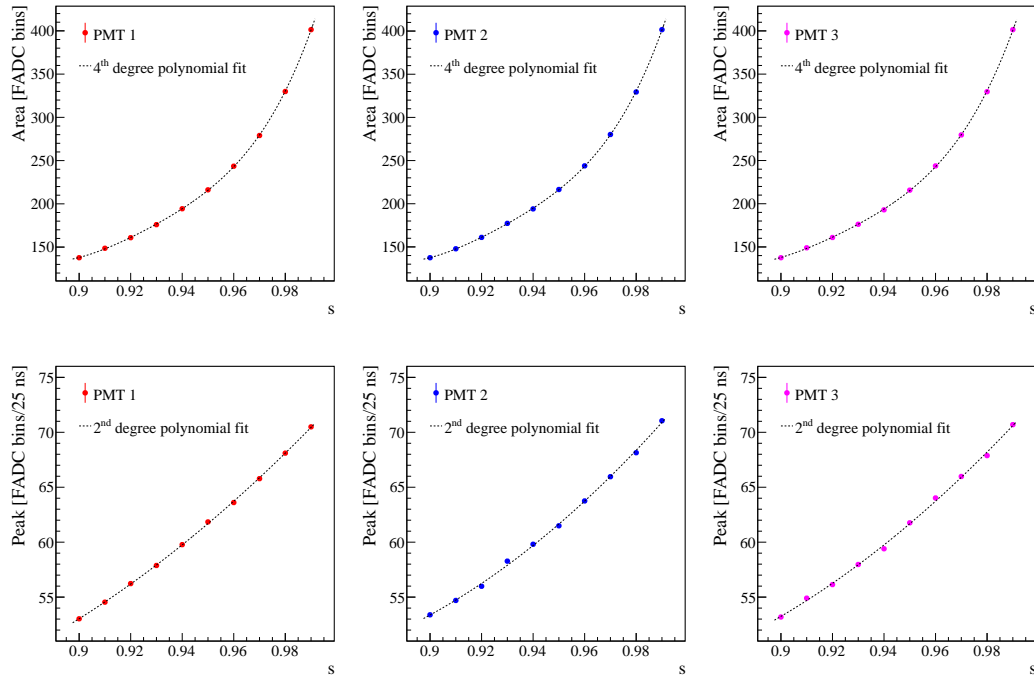 Area [FADC bins]
400
350
300
250
200
150
PMT 1
4th degree polynomial fit
0.9 0.92 0.94 0.96 0.98
s
Area [FADC bins]
400
350
300
250
200
150
PMT 2
4th degree polynomial fit
0.9 0.92 0.94 0.96 0.98
s
Area [FADC bins]
400
350
300
250
200
150
PMT 3
4th degree polynomial fit
0.9 0.92 0.94 0.96 0.98
s
Peak [FADC bins/25 ns]
75
70
65
60
55
PMT 1
2nd degree polynomial fit
0.9 0.92 0.94 0.96 0.98
s
Peak [FADC bins/25 ns]
75
70
65
60
55
PMT 2
2nd degree polynomial fit
0.9 0.92 0.94 0.96 0.98
s
Peak [FADC bins/25 ns]
75
70
65
60
55
PMT 3
2nd degree polynomial fit
0.9 0.92 0.94 0.96 0.98
s